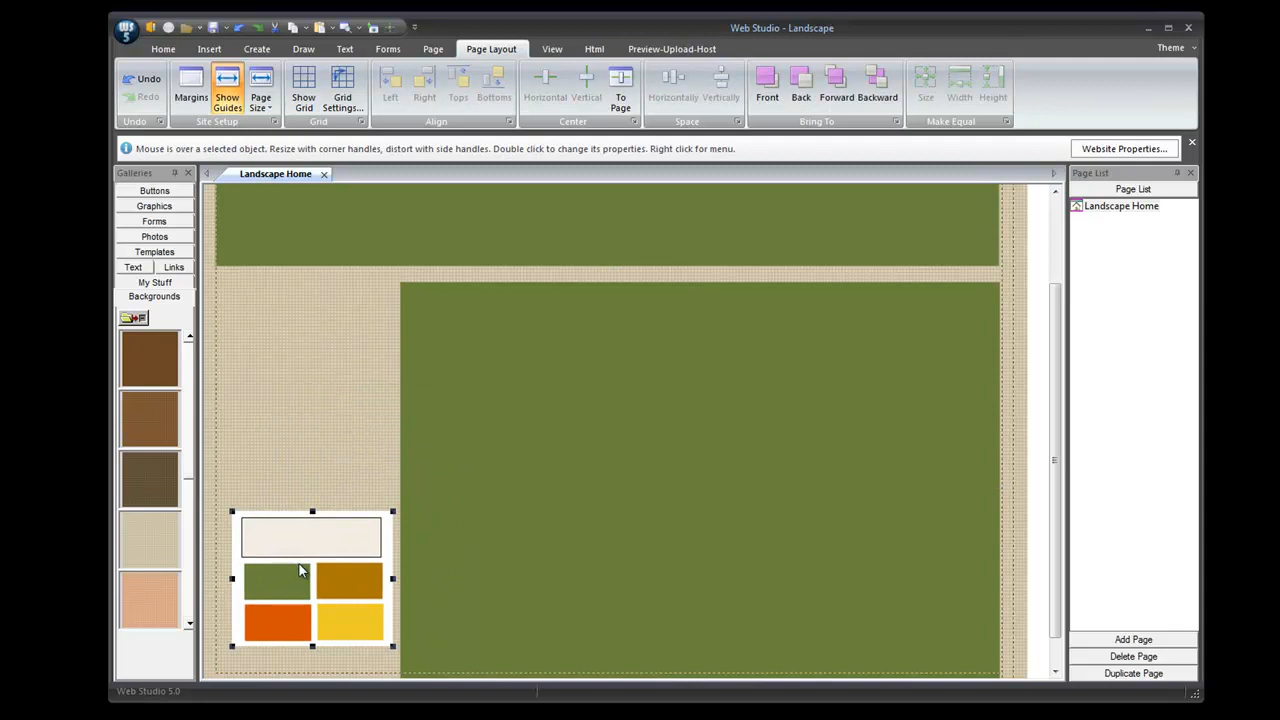 Web Studio - Landscape
WS
5
Home Insert Create Draw Text Forms Page Page Layout View Html Preview-Upload-Host Theme
Undo
Redo
Undo
Margins
Show Guides
Page Size
Site Setup
Show Grid
Grid Settings...
Grid
Left Right Tops Bottoms
Align
Horizontal Vertical To Page
Center
Horizontally Vertically
Space
Front Back Forward Backward
Bring To
Size Width Height
Make Equal
Mouse is over a selected object. Resize with corner handles, distort with side handles. Double click to change its properties. Right click for menu.
Website Properties...
Galleries
Buttons
Graphics
Forms
Photos
Templates
Text Links
My Stuff
Backgrounds
Landscape Home
Page List
Page List
Landscape Home
Add Page
Delete Page
Duplicate Page
Web Studio 5.0